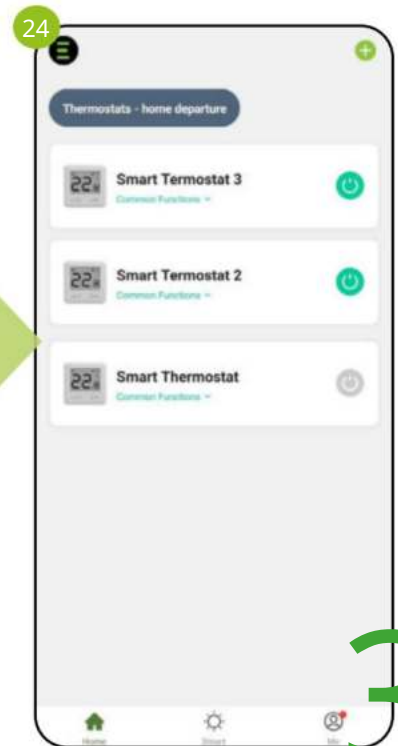 24
Thermostats - home departure
22
Smart Termostat 3
Common Functions
22
Smart Termostat 2
Common Functions
22
Smart Thermostat
Common Functions
Home
Smart
Me